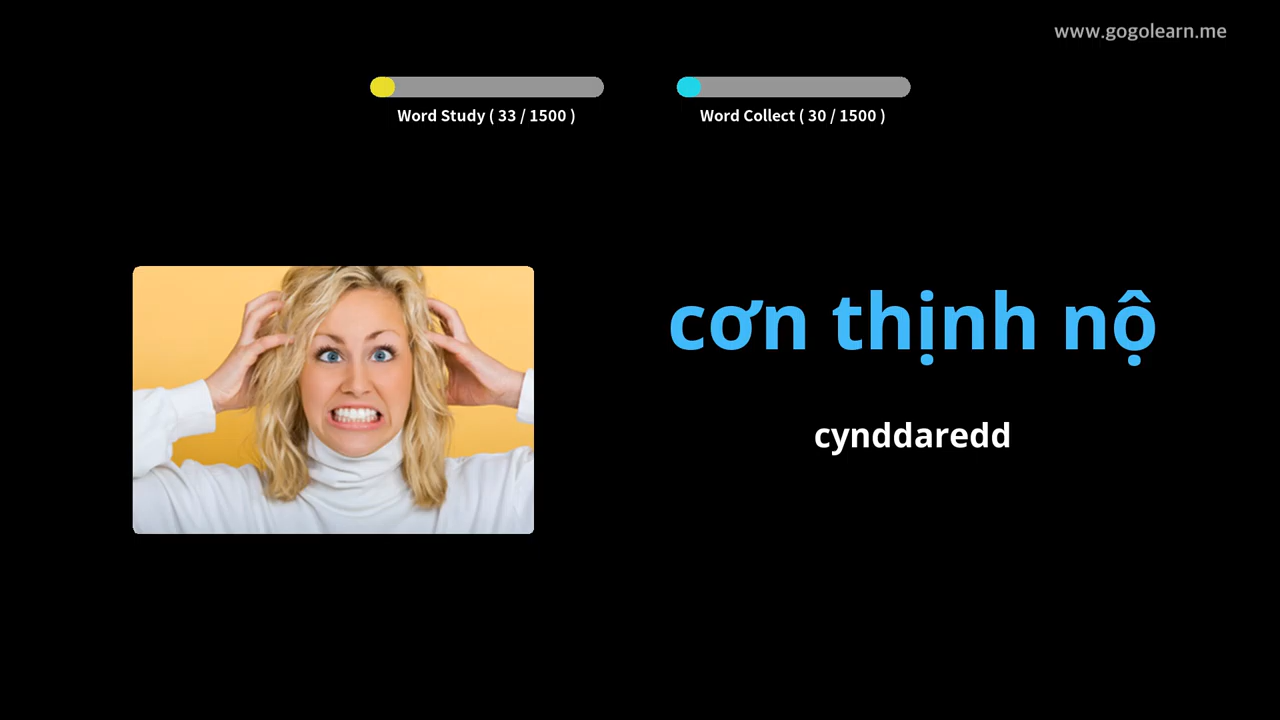 www.gogolearn.me
Word Study ( 33 / 1500 )
Word Collect ( 30 / 1500 )
cơn thịnh nộ
cynddaredd